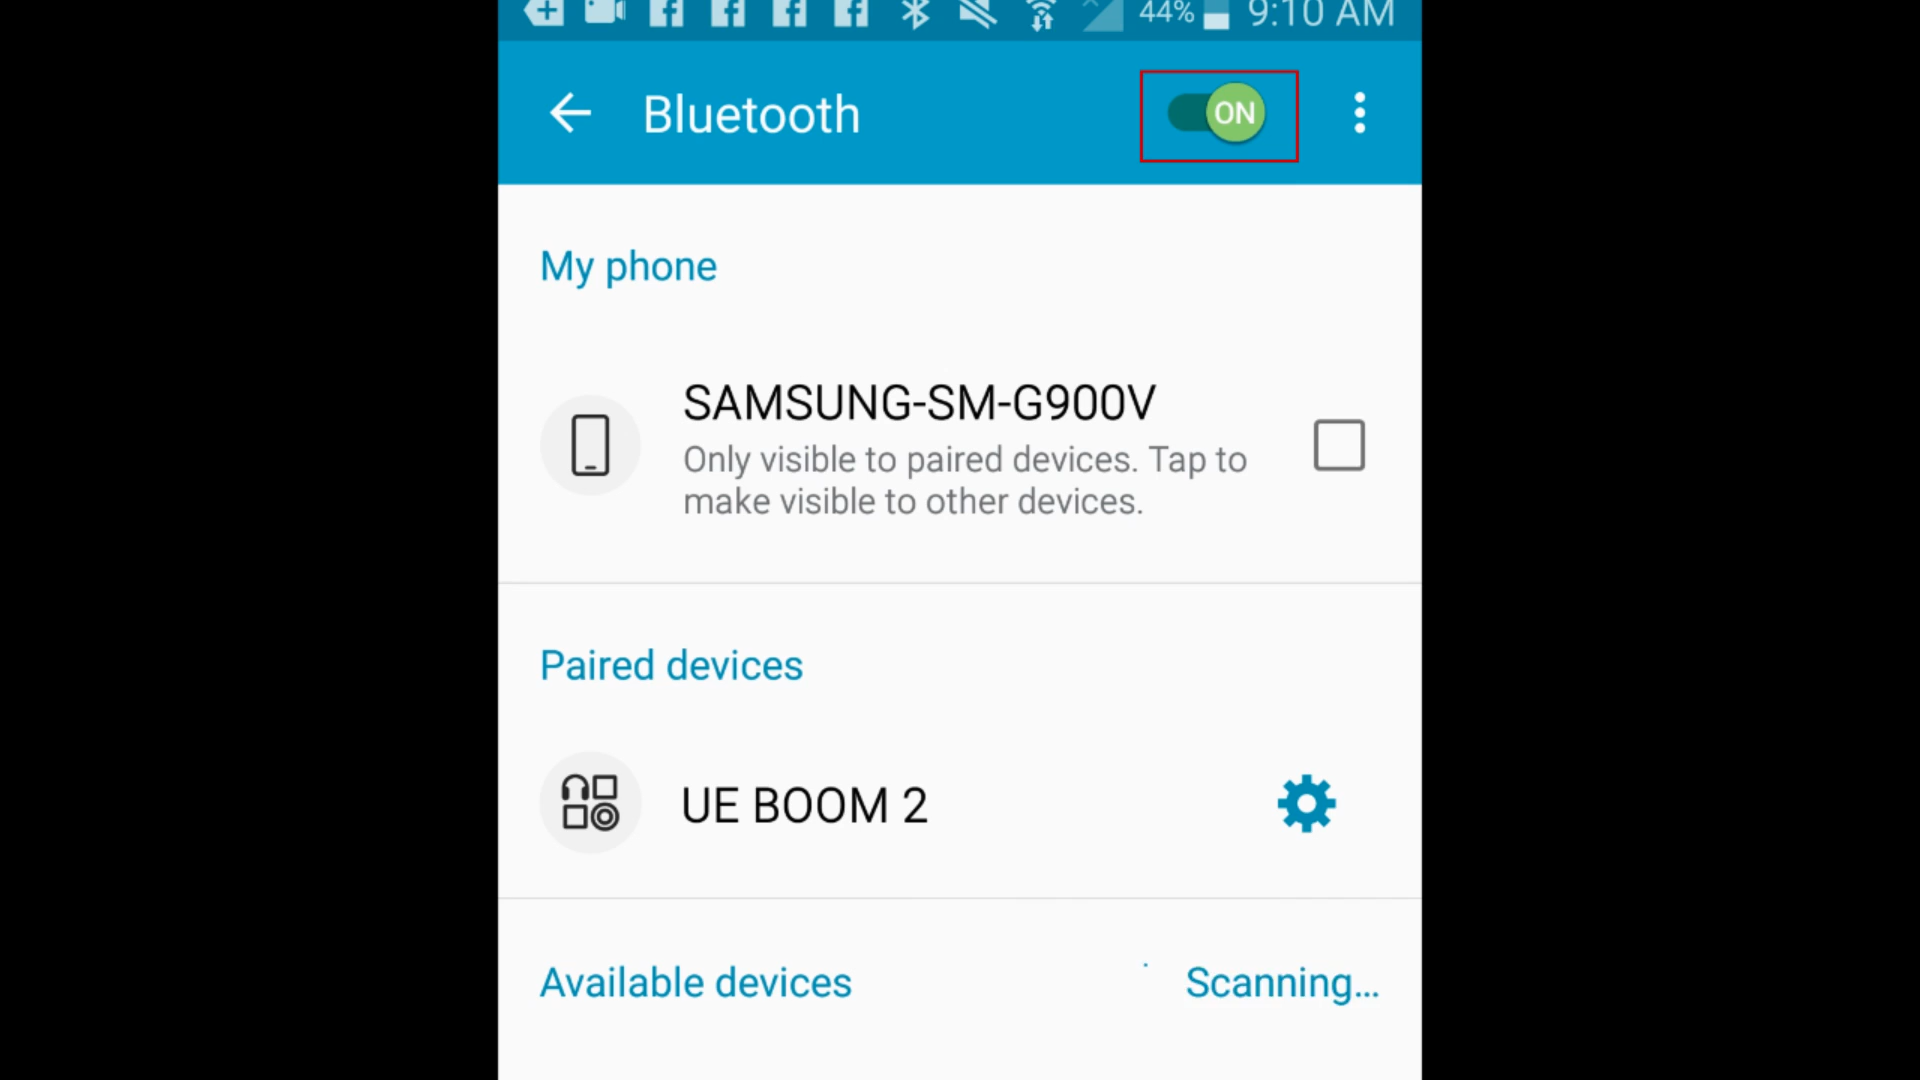 44% 9:10 AM
Bluetooth ON
My phone
SAMSUNG-SM-G900V
Only visible to paired devices. Tap to
make visible to other devices.
Paired devices
UE BOOM 2
Available devices Scanning...